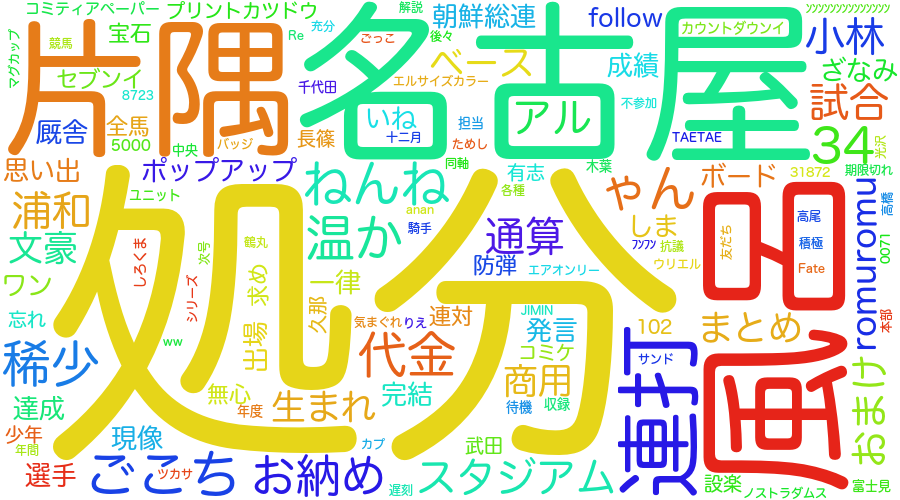 コミティアペーパー
プリントカツドウ
解説
朝鮮総連
後々
follow
カウントダウンイ
小林
マグカップ
競馬
宝石
片隅
Re
充分
ごっこ
名古屋
ベース
成績
ざなみ
セブンイ
8723
千代田
エルサイズカラー
不参加
試合
厩舎
全馬
5000
バッジ
いね
アル
長篠
十二月
担当
ためし
TAETAE
34
光沢
中央
同軸
木葉
期限切れ
思い出
ポップアップ
ねんね
有志
各種
ゃん
ボード
31872
ユニット
浦和
anan
温か
騎手
通算
しま
ﾌﾝﾌﾝ
抗議
友だち
高尾
積極
Fate
romuromu
高橋
0071
文豪
しろくま
次号
鶴丸
防弾
エアオンリー
ウリエル
ワン
シリーズ
求め
一律
処分
風呂
本部
忘れ
ww
出場
久那
気まぐれ
りえ
連対
JIMIN
発言
102
まとめ
稀少
代金
コミケ
連打
サンド
おまけ
達成
無心
年度
生まれ
完結
待機
収録
商用
少年
年間
現像
カプ
武田
選手
ごこち
ツカサ
お納め
遅刻
スタジアム
設楽
ノストラダムス
富士見